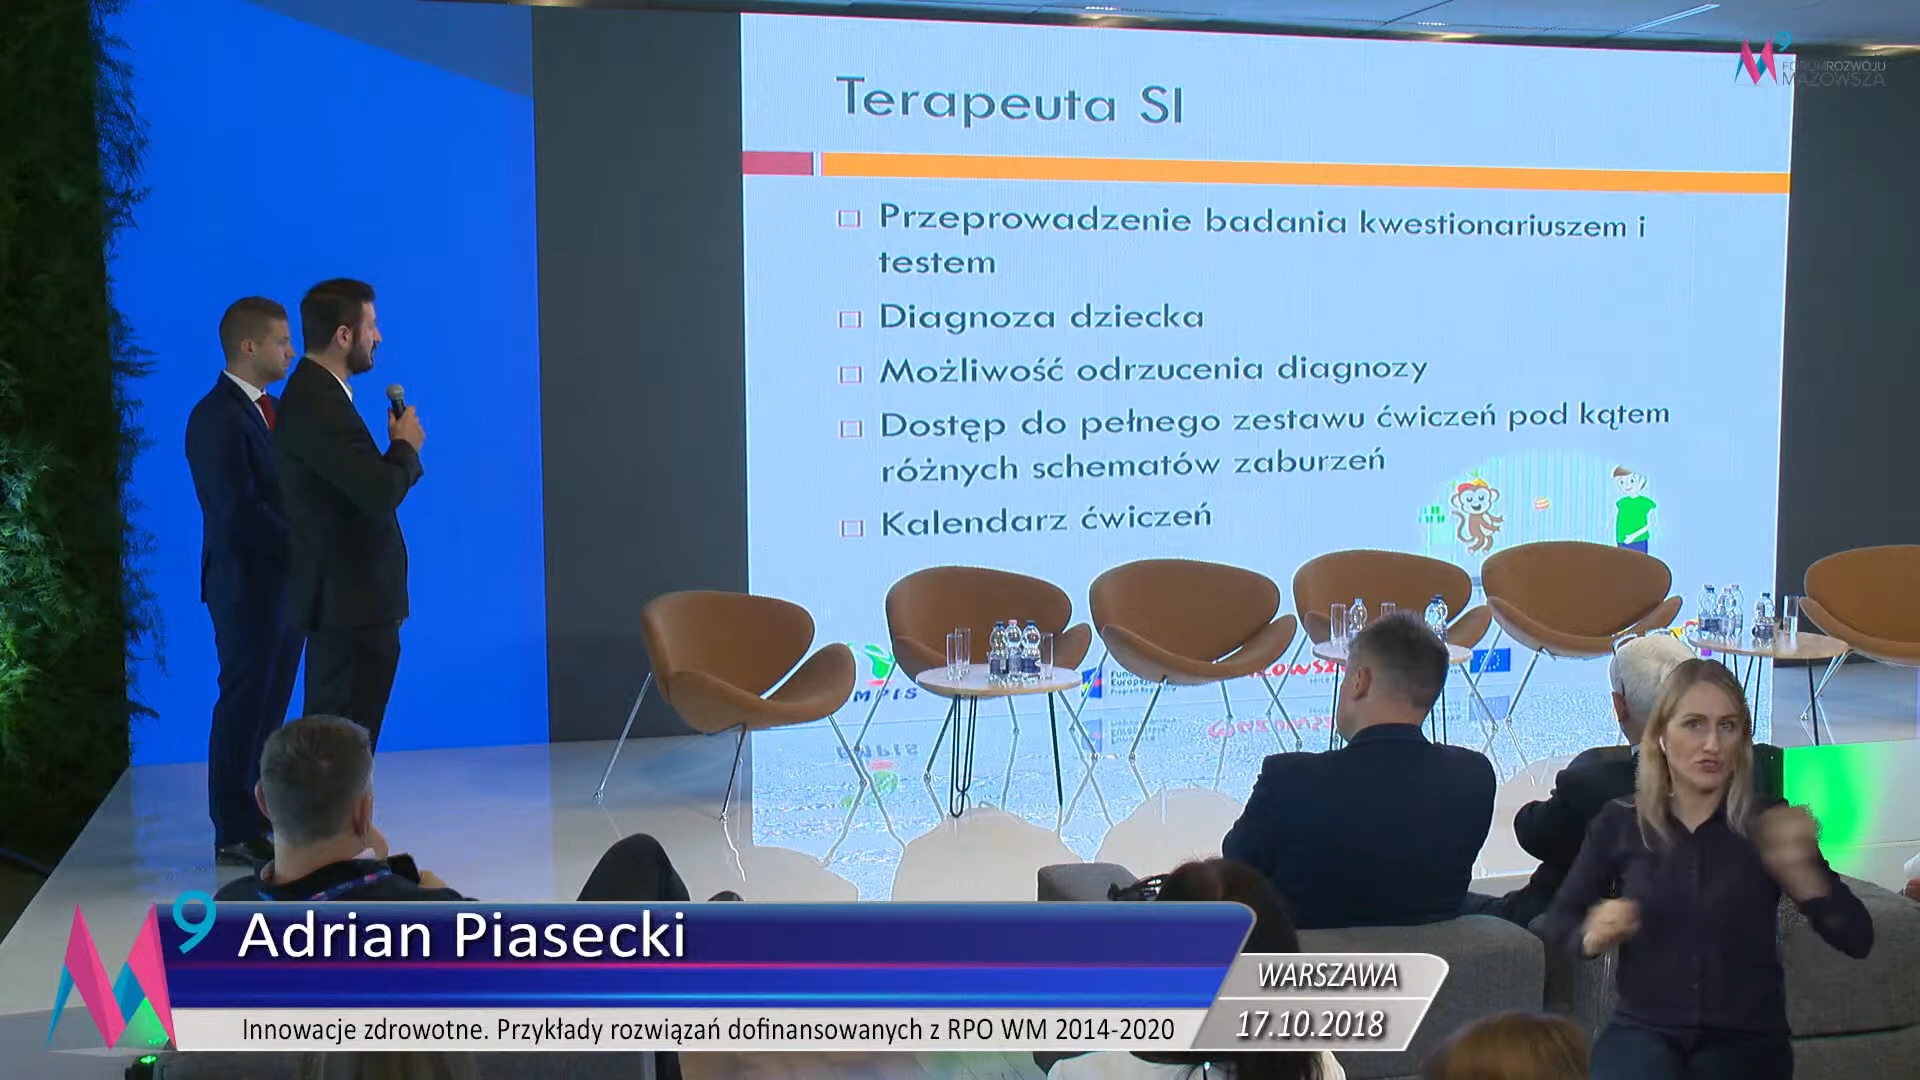 Terapeuta SI
9
FORUM ROZWOJU
MAZOWSZA
Przeprowadzenie badania kwestionariuszem i
testem
Diagnoza dziecka
Możliwość odrzucenia diagnozy
Dostęp do pełnego zestawu ćwiczeń pod kątem
różnych schematów zaburzeń
Kalendarz ćwiczeń
9
Adrian Piasecki
WARSZAWA
Innowacje zdrowotne. Przykłady rozwiązań dofinansowanych z RPO WM 2014-2020
17.10.2018